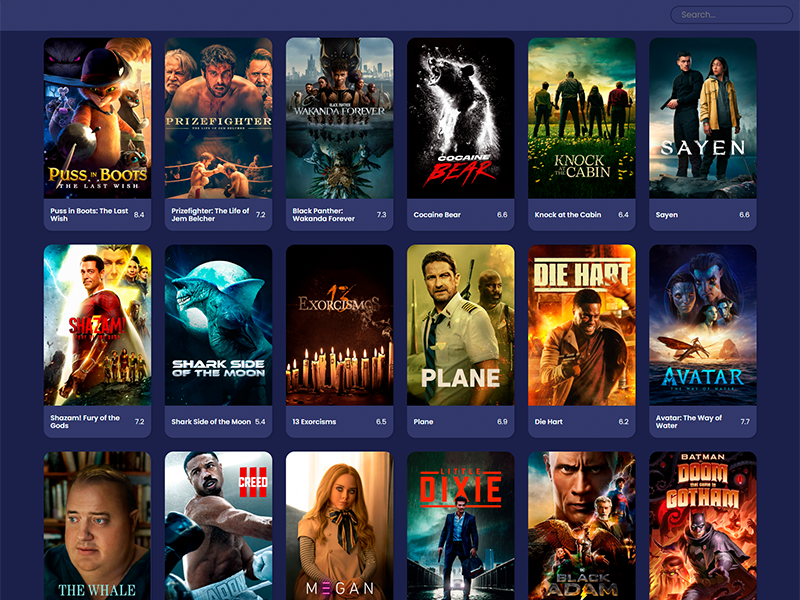 Search...
PUSS IN BOOTS
THE LAST WISH
PRIZEFIGHTER
THE LIFE OF JEM BELCHER
BLACK PANTHER
WAKANDA FOREVER
COCAINE
BEAR
KNOCK
AT THE CABIN
SAYEN
Puss in Boots: The Last
Wish
8.4
Prizefighter: The Life of
Jem Belcher
7.2
Black Panther:
Wakanda Forever
7.3
Cocaine Bear
6.6
Knock at the Cabin
6.4
Sayen
6.6
SHAZAM!
SHARK SIDE
OF THE MOON
13
EXORCISMOS
PLANE
DIE HART
AVATAR
THE WAY OF WATER
Shazam! Fury of the
Gods
7.2
Shark Side of the Moon
5.4
13 Exorcisms
6.5
Plane
6.9
Die Hart
6.2
Avatar: The Way of
Water
7.7
THE WHALE
CREED
III
M3GAN
LITTLE
DIXIE
BLACK
ADAM
BATMAN
DOOM
THAT CAME TO
GOTHAM